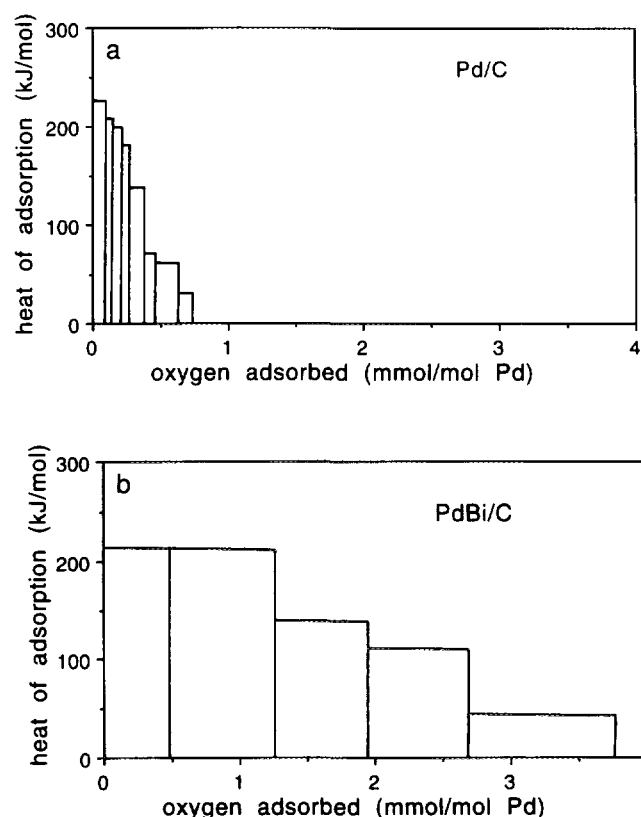 a
Pd/C
heat of adsorption (kJ/mol)
300
200
100
0
0 1 2 3 4
oxygen adsorbed (mmol/mol Pd)
b
PdBi/C
heat of adsorption (kJ/mol)
300
200
100
0
0 1 2 3
oxygen adsorbed (mmol/mol Pd)